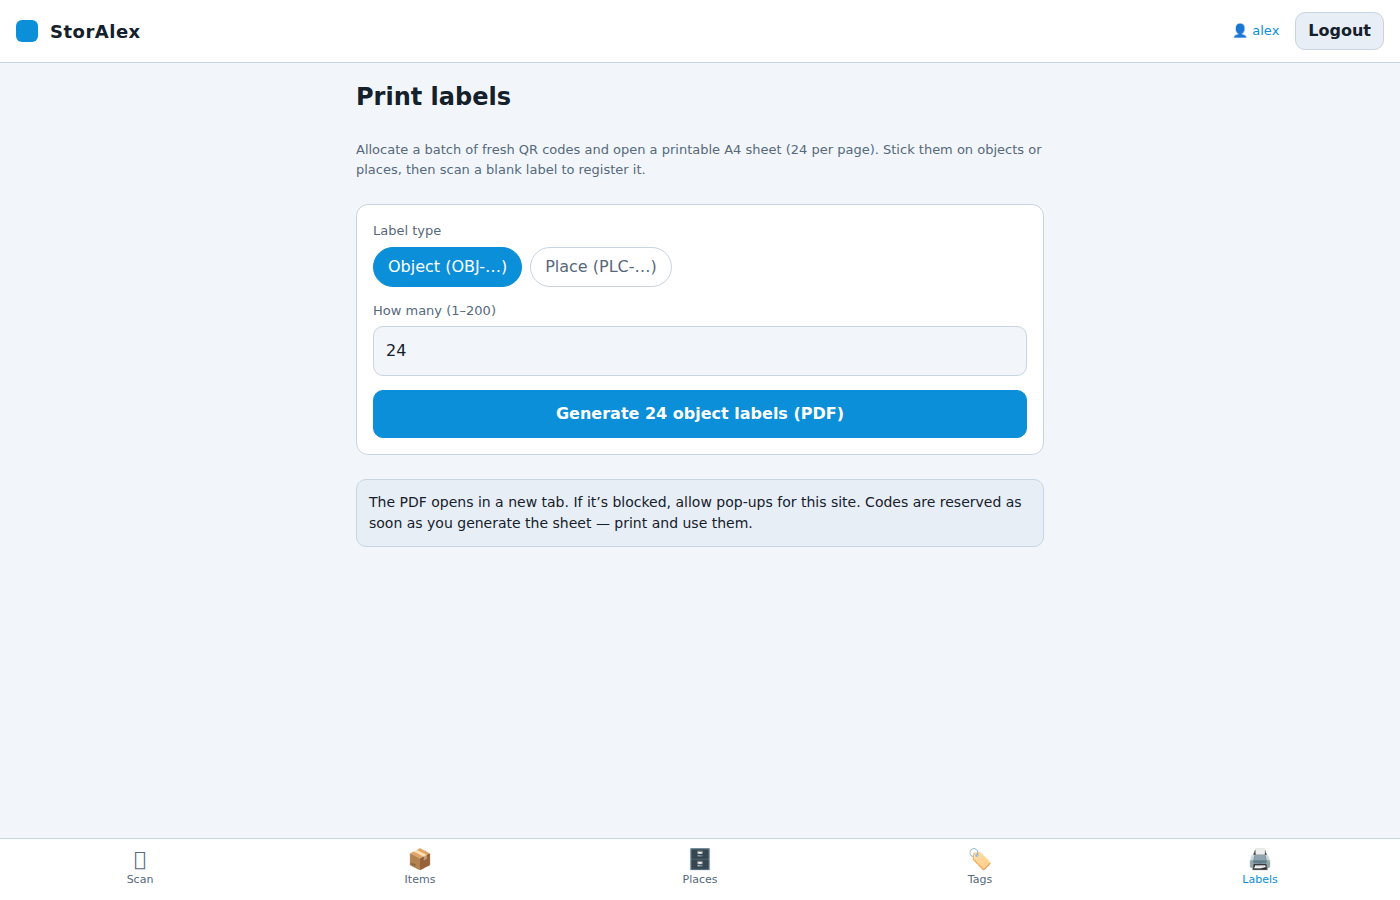 StorAlex
👤 alex
Logout
Print labels
Allocate a batch of fresh QR codes and open a printable A4 sheet (24 per page). Stick them on objects or
places, then scan a blank label to register it.
Label type
Object (OBJ-…)
Place (PLC-…)
How many (1–200)
24
Generate 24 object labels (PDF)
The PDF opens in a new tab. If it’s blocked, allow pop-ups for this site. Codes are reserved as
soon as you generate the sheet — print and use them.
Scan
Items
Places
Tags
Labels